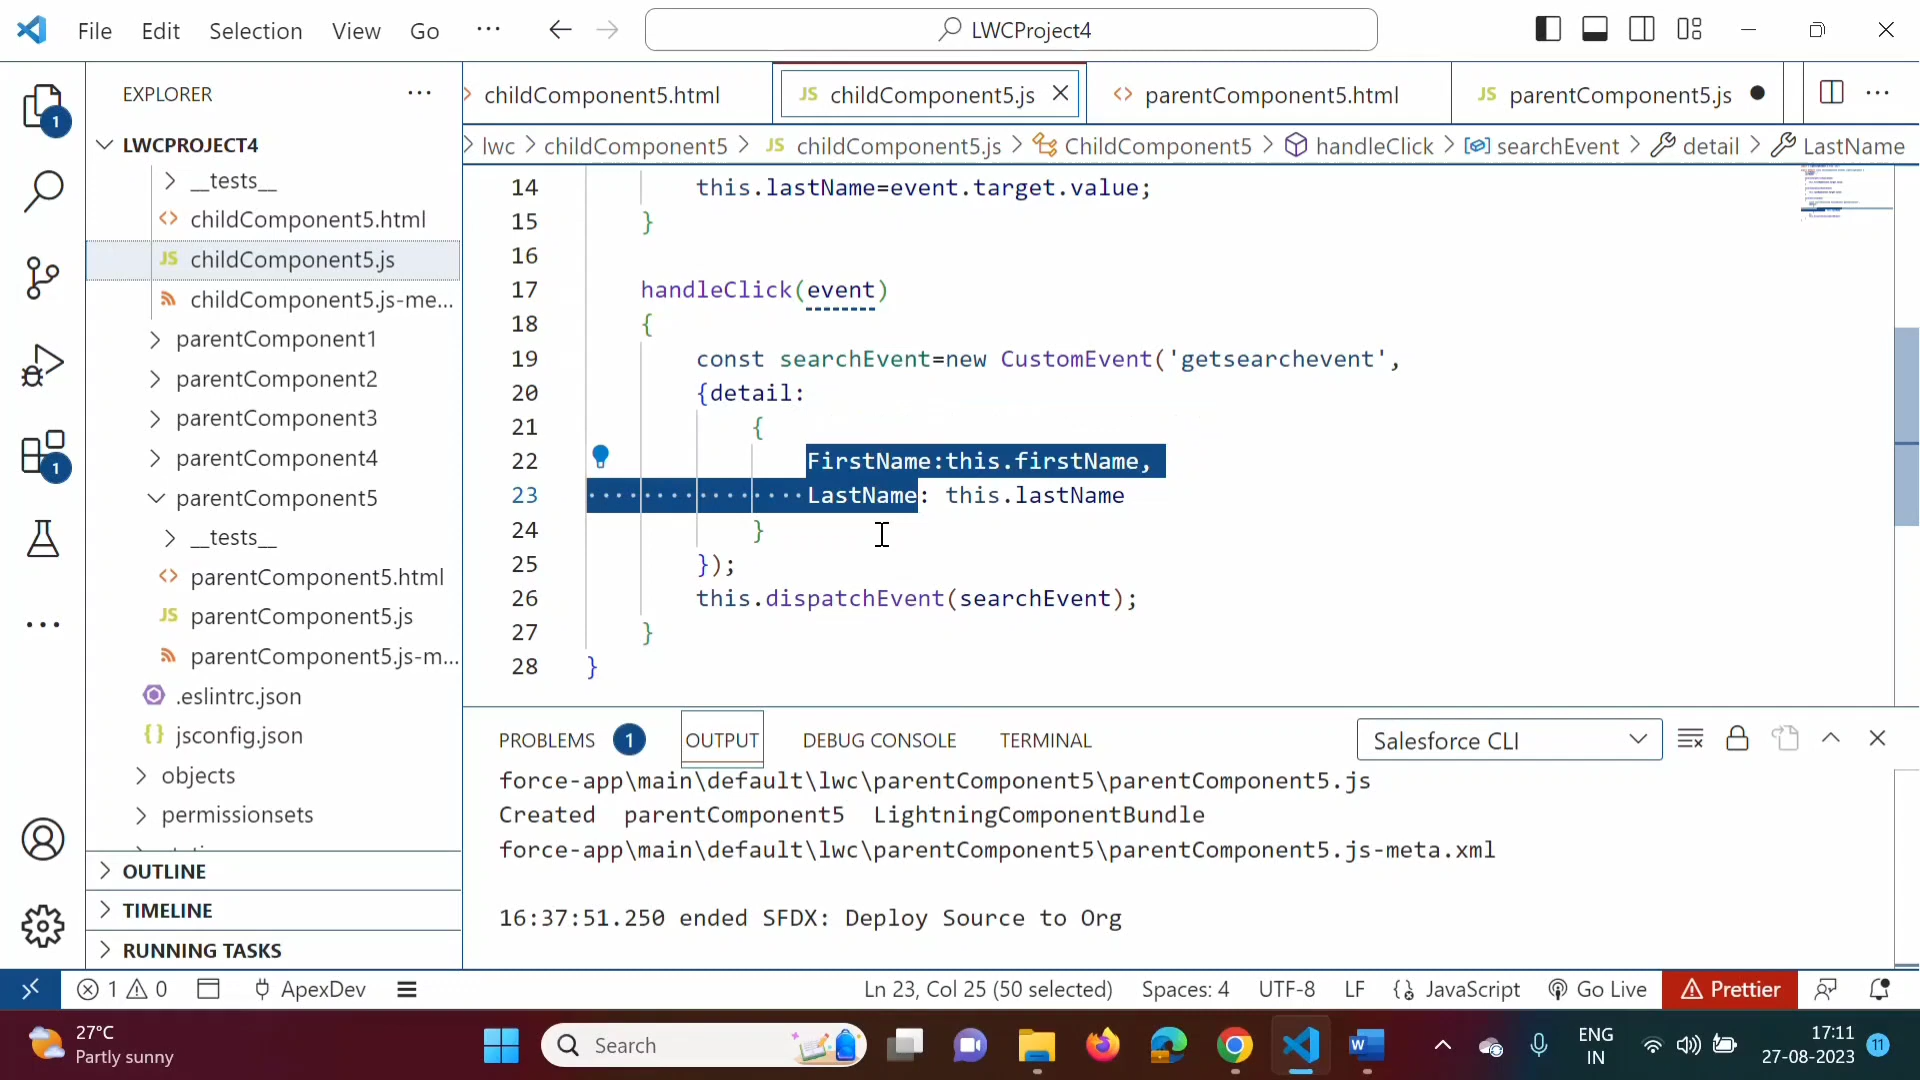 File Edit Selection View Go ··· LWCProject4
EXPLORER ···
LWCPROJECT4
__tests__
childComponent5.html
JS childComponent5.js
childComponent5.js-me...
parentComponent1
parentComponent2
parentComponent3
parentComponent4
parentComponent5
__tests__
parentComponent5.html
JS parentComponent5.js
parentComponent5.js-m...
.eslintrc.json
{} jsconfig.json
objects
permissionsets
OUTLINE
TIMELINE
RUNNING TASKS
1
1
childComponent5.html JS childComponent5.js parentComponent5.html JS parentComponent5.js
lwc > childComponent5 > JS childComponent5.js > ChildComponent5 > handleClick > searchEvent > detail > LastName
14 this.lastName=event.target.value;
15 }
16
17 handleClick(event)
18 {
19 const searchEvent=new CustomEvent('getsearchevent',
20 {detail:
21 {
22 FirstName:this.firstName,
23 LastName: this.lastName
24 }
25 });
26 this.dispatchEvent(searchEvent);
27 }
28 }
PROBLEMS 1 OUTPUT DEBUG CONSOLE TERMINAL Salesforce CLI
force-app\main\default\lwc\parentComponent5\parentComponent5.js
Created parentComponent5 LightningComponentBundle
force-app\main\default\lwc\parentComponent5\parentComponent5.js-meta.xml
16:37:51.250 ended SFDX: Deploy Source to Org
1 0 ApexDev Ln 23, Col 25 (50 selected) Spaces: 4 UTF-8 LF JavaScript Go Live Prettier
27°C
Partly sunny
Search
ENG
IN
17:11
27-08-2023
11